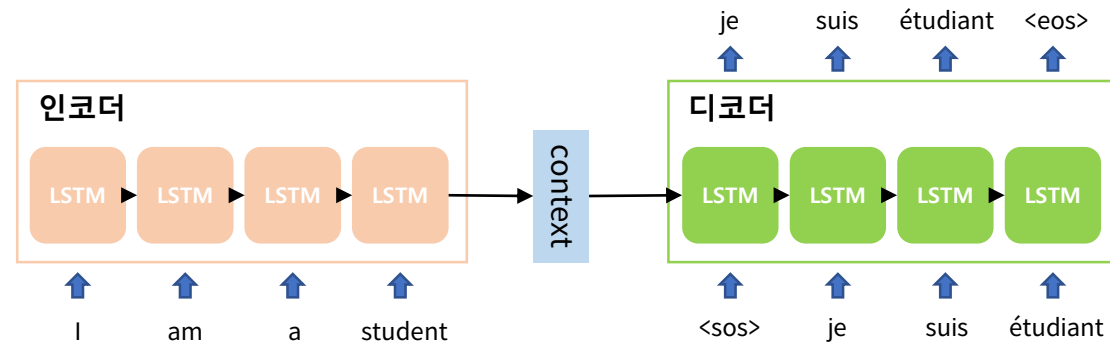 je suis étudiant <eos>
인코더
디코더
LSTM LSTM LSTM LSTM
context
LSTM LSTM LSTM LSTM
I am a student
<sos> je suis étudiant